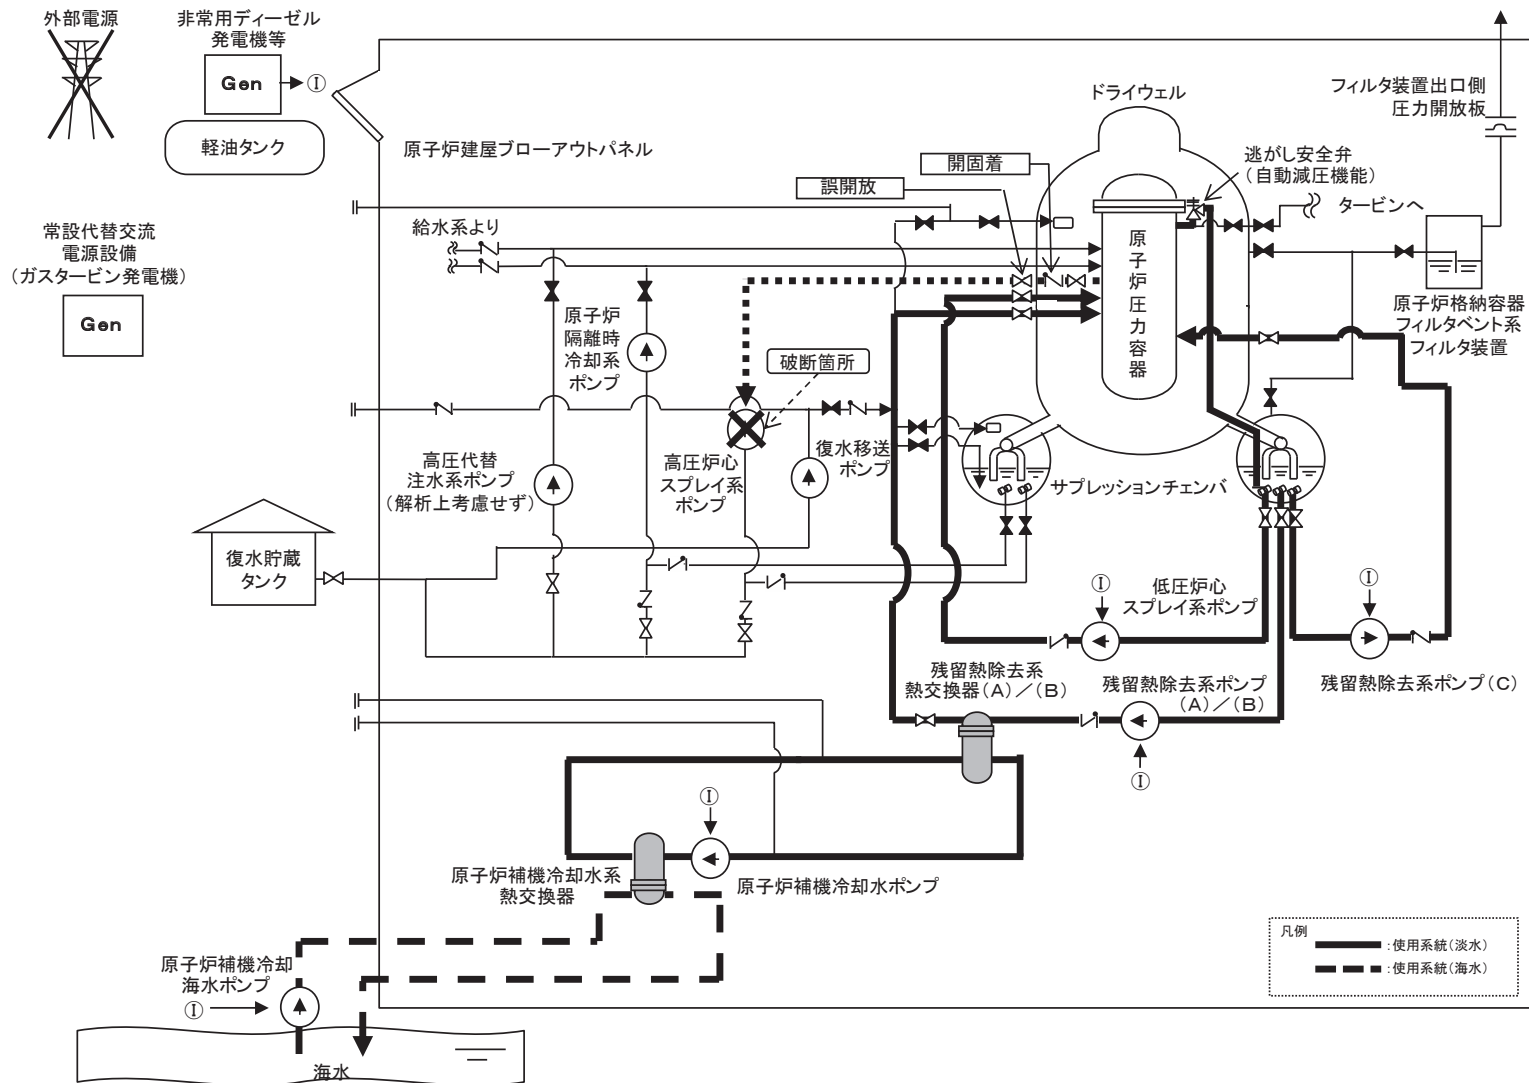 外部電源
非常用ディーゼル
発電機等
Gen
Ⓘ
軽油タンク
原子炉建屋ブローアウトパネル
常設代替交流
電源設備
（ガスタービン発電機）
Gen
給水系より
誤開放
開固着
ドライウェル
逃がし安全弁
（自動減圧機能）
タービンへ
フィルタ装置出口側
圧力開放板
原子炉格納容器
フィルタベント系
フィルタ装置
原子炉圧力容器
原子炉
隔離時
冷却系
ポンプ
破断箇所
高圧代替
注水系ポンプ
（解析上考慮せず）
高圧炉心
スプレイ系
ポンプ
復水移送
ポンプ
サプレッションチェンバ
復水貯蔵
タンク
Ⓘ
低圧炉心
スプレイ系ポンプ
Ⓘ
残留熱除去系
熱交換器（A）／（B）
残留熱除去系ポンプ
（A）／（B）
残留熱除去系ポンプ（C）
Ⓘ
Ⓘ
原子炉補機冷却水系
熱交換器
原子炉補機冷却水ポンプ
原子炉補機冷却
海水ポンプ
Ⓘ
海水
凡例
：使用系統（淡水）
：使用系統（海水）